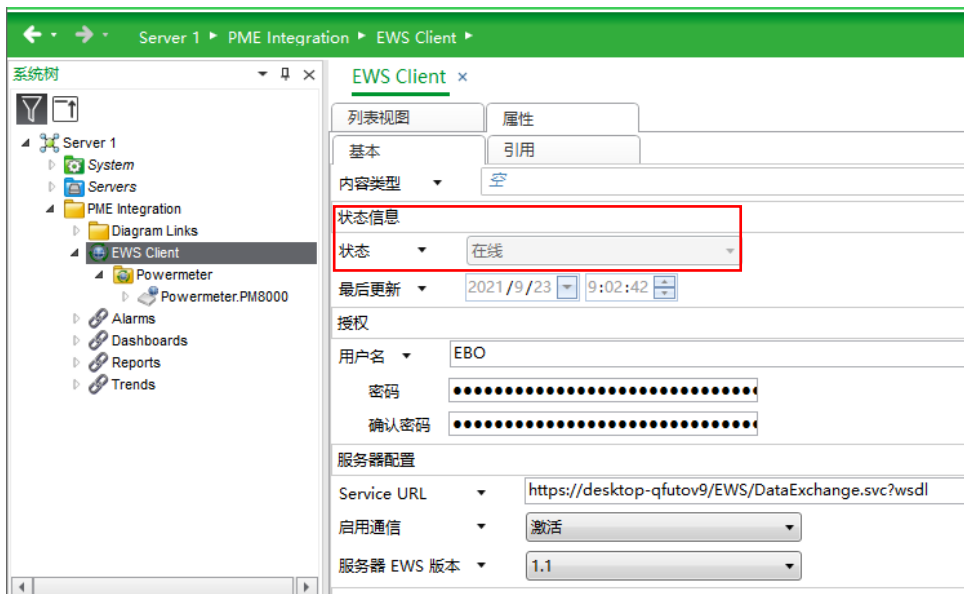 Server 1 ▸ PME Integration ▸ EWS Client ▸
系统树
EWS Client ×
列表视图
属性
基本
引用
内容类型
空
状态信息
状态
在线
最后更新
2021/9/23
9:02:42
授权
用户名
EBO
密码
●●●●●●●●●●●●●●●●●●●●●●●●●●●●●●
确认密码
●●●●●●●●●●●●●●●●●●●●●●●●●●●●●●
服务器配置
Service URL
https://desktop-qfutov9/EWS/DataExchange.svc?wsdl
启用通信
激活
服务器 EWS 版本
1.1
Server 1
System
Servers
PME Integration
Diagram Links
EWS Client
Powermeter
Powermeter.PM8000
Alarms
Dashboards
Reports
Trends